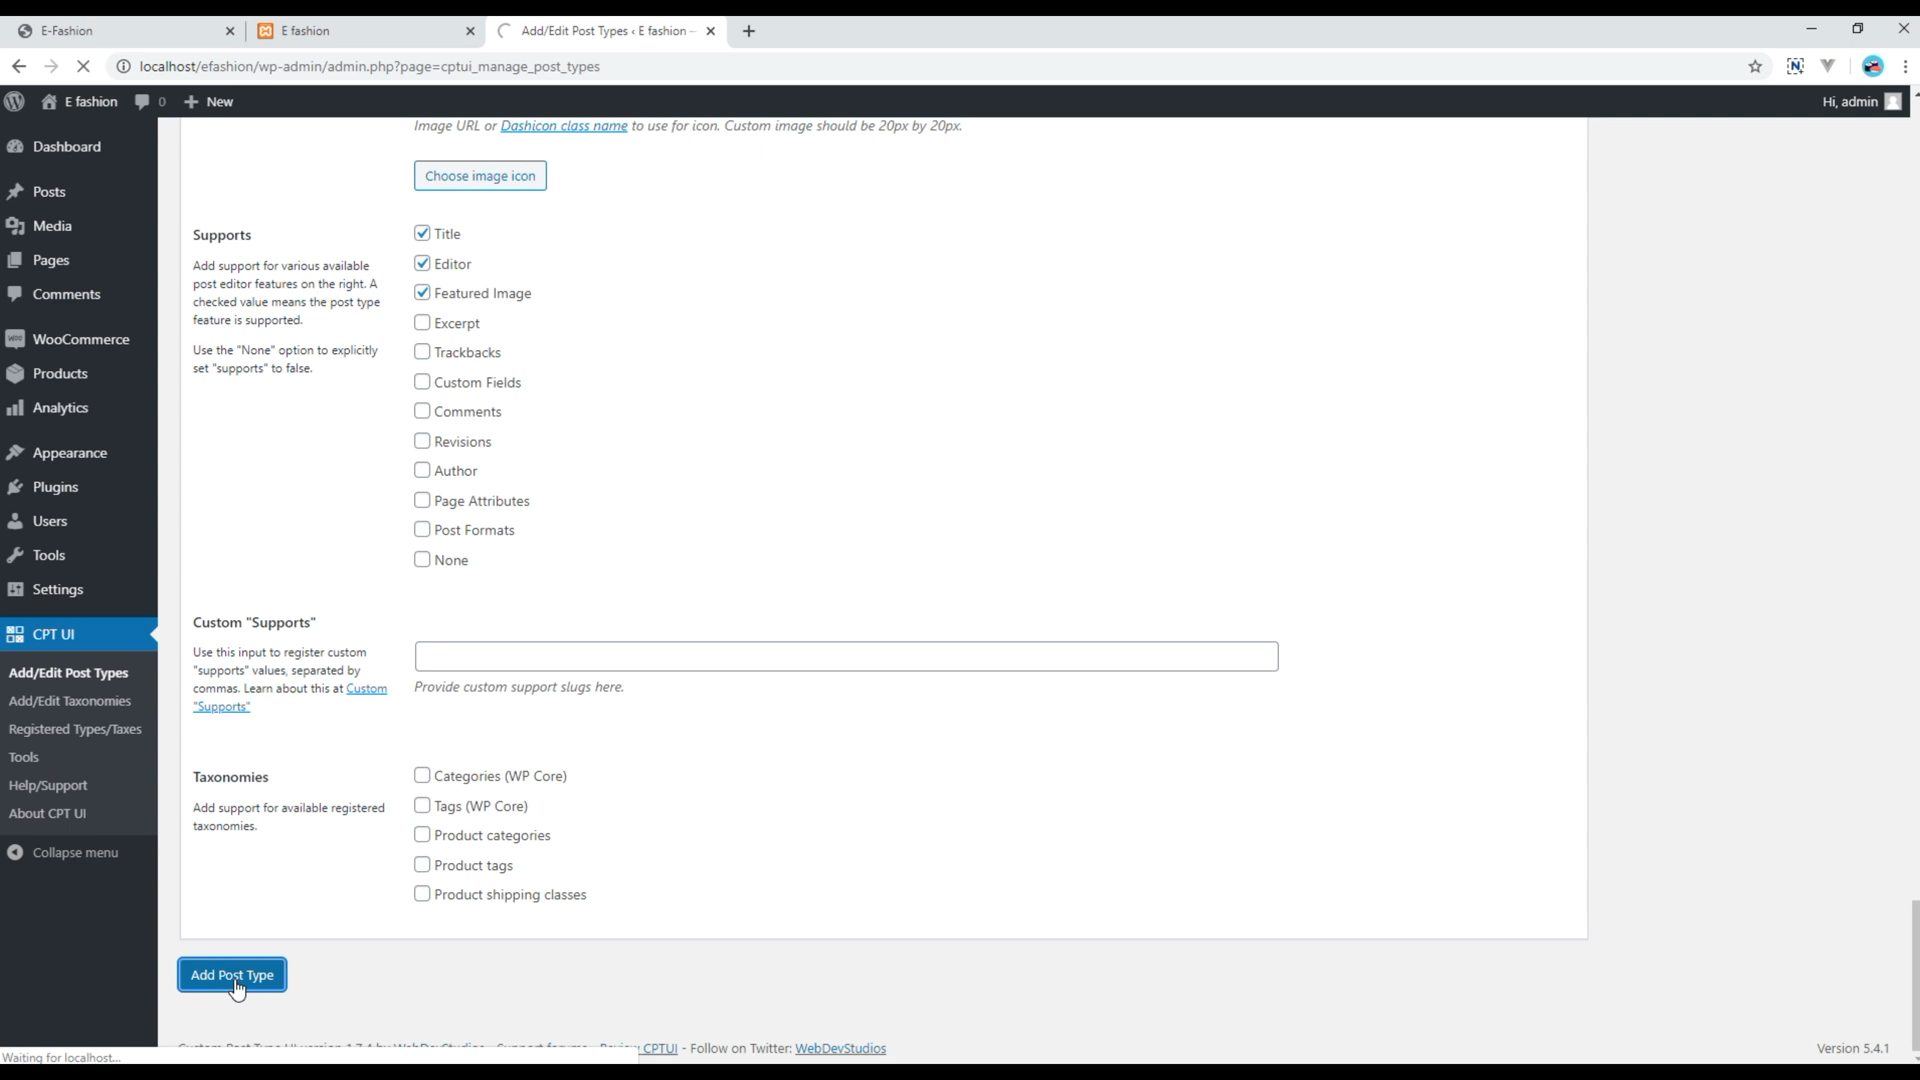 E-Fashion
E fashion
Add/Edit Post Types ‹ E fashion –
localhost/efashion/wp-admin/admin.php?page=cptui_manage_post_types
E fashion
0
New
Hi, admin
Image URL or Dashicon class name to use for icon. Custom image should be 20px by 20px.
Dashboard
Choose image icon
Posts
Media
Pages
Comments
WooCommerce
Products
Analytics
Appearance
Plugins
Users
Tools
Settings
CPT UI
Add/Edit Post Types
Add/Edit Taxonomies
Registered Types/Taxes
Tools
Help/Support
About CPT UI
Collapse menu
Supports
Add support for various available
post editor features on the right. A
checked value means the post type
feature is supported.
Use the "None" option to explicitly
set "supports" to false.
Title
Editor
Featured Image
Excerpt
Trackbacks
Custom Fields
Comments
Revisions
Author
Page Attributes
Post Formats
None
Custom "Supports"
Use this input to register custom
"supports" values, separated by
commas. Learn about this at Custom
"Supports"
Provide custom support slugs here.
Taxonomies
Add support for available registered
taxonomies.
Categories (WP Core)
Tags (WP Core)
Product categories
Product tags
Product shipping classes
Add Post Type
CPTUI - Follow on Twitter: WebDevStudios
Version 5.4.1
Waiting for localhost...